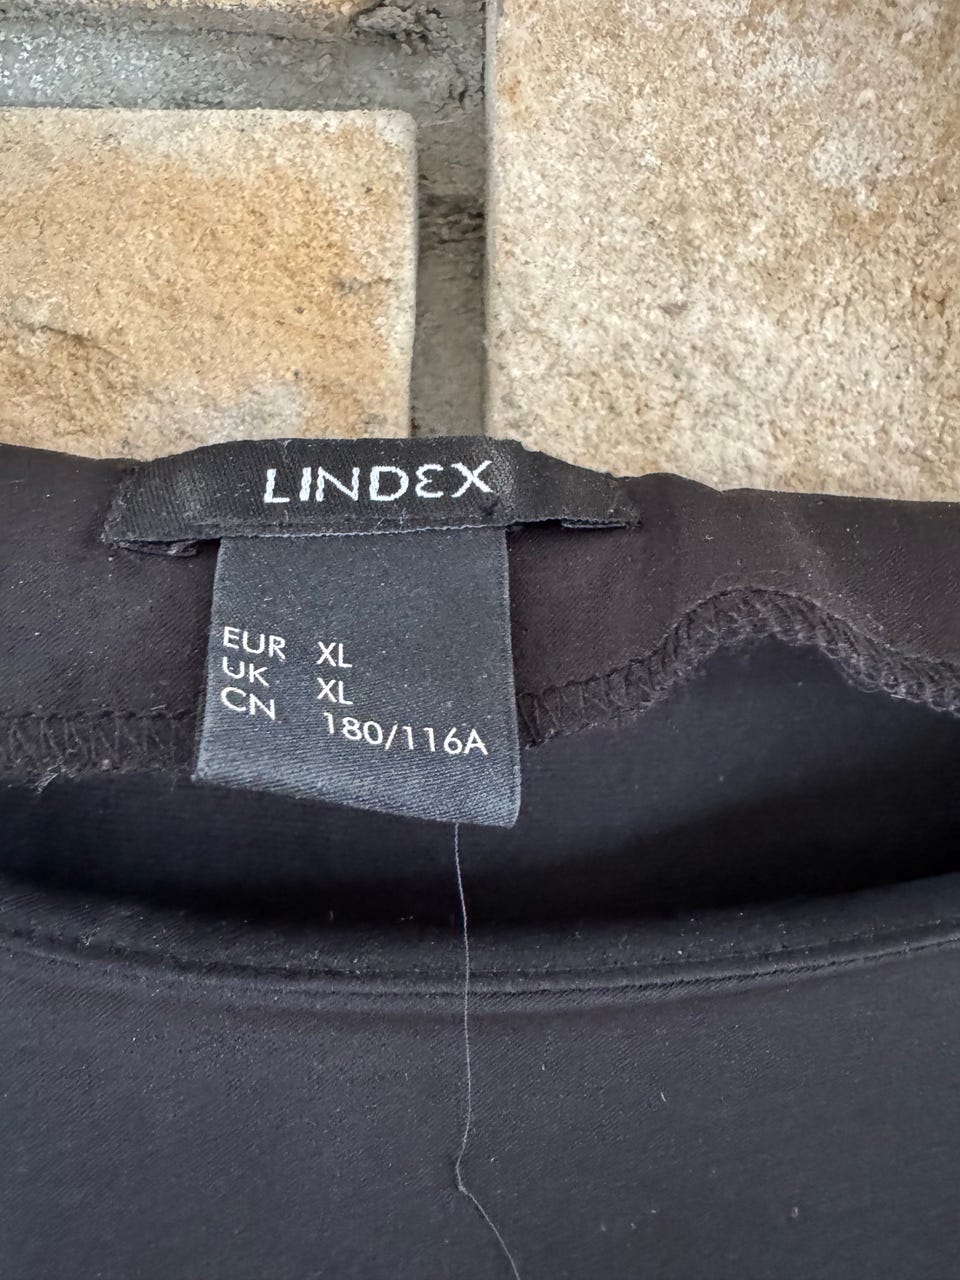 LINDEX
EUR XL
UK XL
CN 180/116A